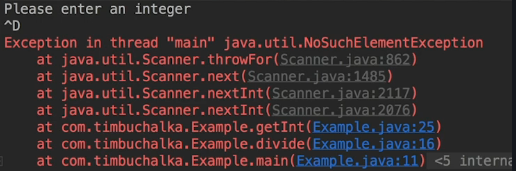 Please enter an integer
^D
Exception in thread "main" java.util.NoSuchElementException
at java.util.Scanner.throwFor(Scanner.java:862)
at java.util.Scanner.next(Scanner.java:1485)
at java.util.Scanner.nextInt(Scanner.java:2117)
at java.util.Scanner.nextInt(Scanner.java:2076)
at com.timbuchalka.Example.getInt(Example.java:25)
at com.timbuchalka.Example.divide(Example.java:16)
at com.timbuchalka.Example.main(Example.java:11) <5 interna